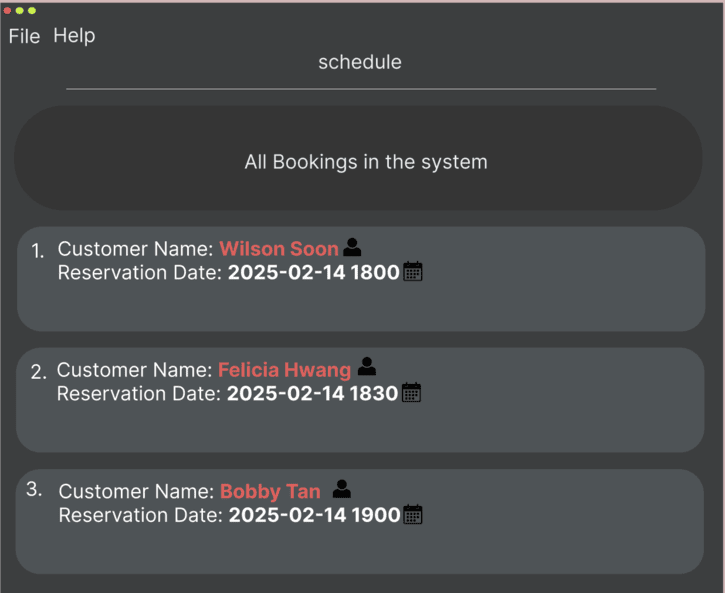 File Help
schedule
All Bookings in the system
1. Customer Name: Wilson Soon
Reservation Date: 2025-02-14 1800
2. Customer Name: Felicia Hwang
Reservation Date: 2025-02-14 1830
3. Customer Name: Bobby Tan
Reservation Date: 2025-02-14 1900